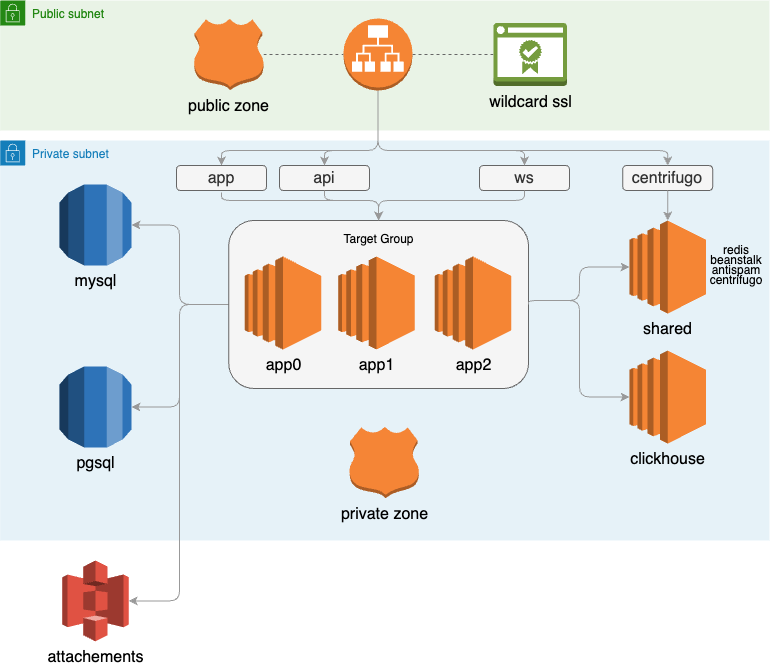 Public subnet
public zone
wildcard ssl
Private subnet
app
api
ws
centrifugo
mysql
Target Group
app0
app1
app2
redis
beanstalk
antispam
centrifugo
shared
pgsql
clickhouse
private zone
attachements